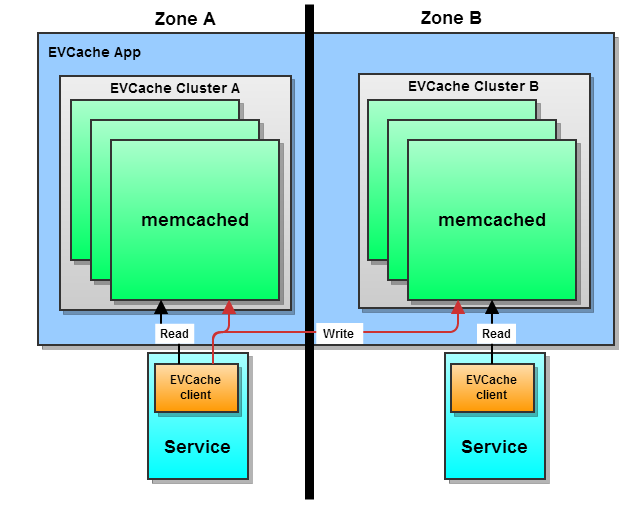 Zone A
Zone B
EVCache App
EVCache Cluster A
EVCache Cluster B
memcached
memcached
Read
Write
Read
EVCache
client
EVCache
client
Service
Service